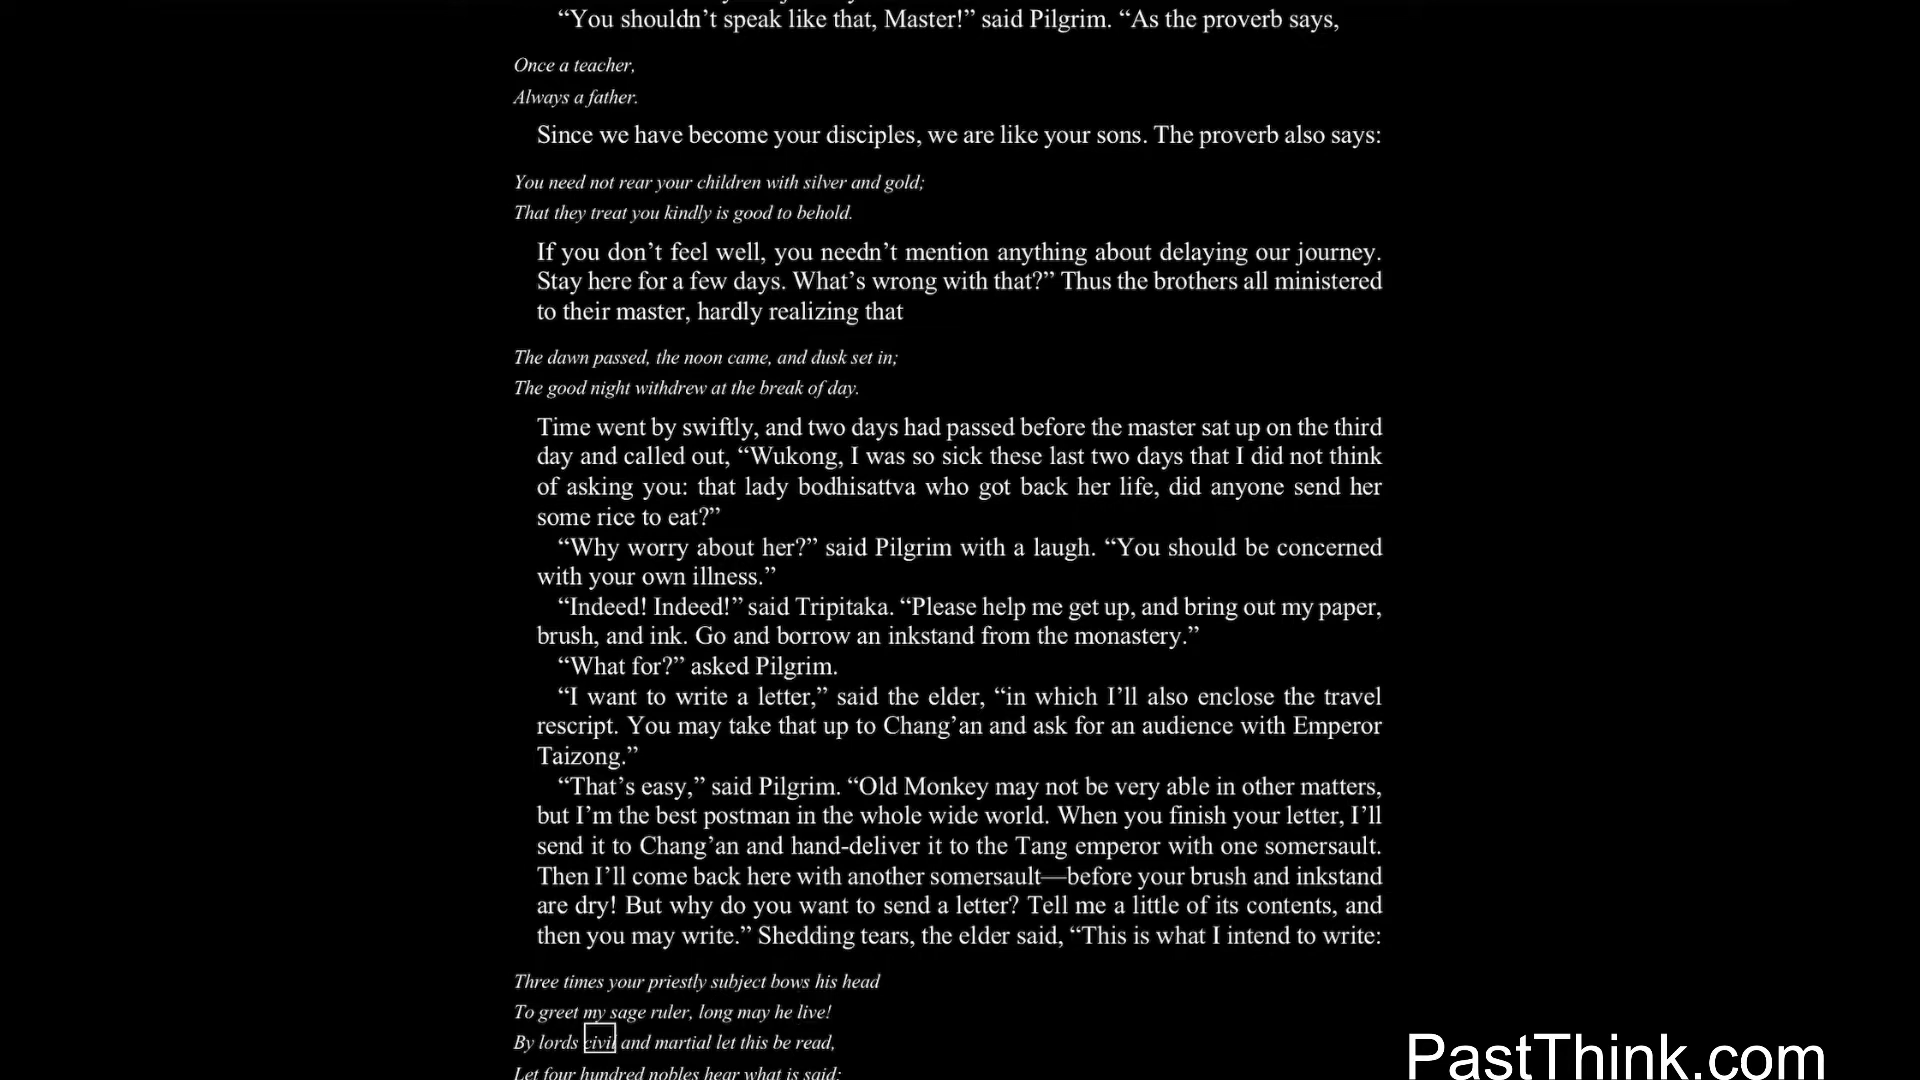 “You shouldn’t speak like that, Master!” said Pilgrim. “As the proverb says,
Once a teacher,
Always a father.
Since we have become your disciples, we are like your sons. The proverb also says:
You need not rear your children with silver and gold;
That they treat you kindly is good to behold.
If you don’t feel well, you needn’t mention anything about delaying our journey.
Stay here for a few days. What’s wrong with that?” Thus the brothers all ministered
to their master, hardly realizing that
The dawn passed, the noon came, and dusk set in;
The good night withdrew at the break of day.
Time went by swiftly, and two days had passed before the master sat up on the third
day and called out, “Wukong, I was so sick these last two days that I did not think
of asking you: that lady bodhisattva who got back her life, did anyone send her
some rice to eat?”
“Why worry about her?” said Pilgrim with a laugh. “You should be concerned
with your own illness.”
“Indeed! Indeed!” said Tripitaka. “Please help me get up, and bring out my paper,
brush, and ink. Go and borrow an inkstand from the monastery.”
“What for?” asked Pilgrim.
“I want to write a letter,” said the elder, “in which I’ll also enclose the travel
rescript. You may take that up to Chang’an and ask for an audience with Emperor
Taizong.”
“That’s easy,” said Pilgrim. “Old Monkey may not be very able in other matters,
but I’m the best postman in the whole wide world. When you finish your letter, I’ll
send it to Chang’an and hand-deliver it to the Tang emperor with one somersault.
Then I’ll come back here with another somersault—before your brush and inkstand
are dry! But why do you want to send a letter? Tell me a little of its contents, and
then you may write.” Shedding tears, the elder said, “This is what I intend to write:
Three times your priestly subject bows his head
To greet my sage ruler, long may he live!
By lords civil and martial let this be read,
Let four hundred nobles hear what is said:
PastThink.com